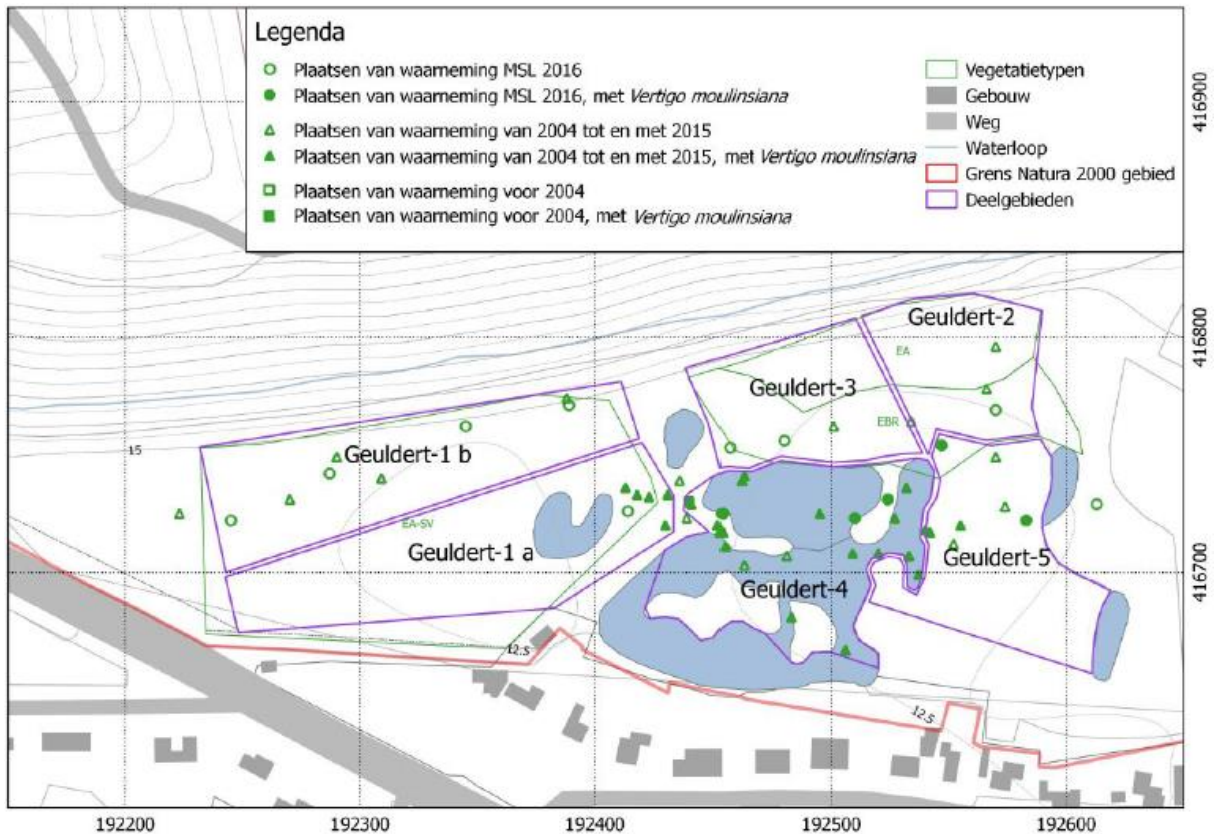 Legenda
Plaatsen van waarneming MSL 2016
Plaatsen van waarneming MSL 2016, met Vertigo moulinsiana
Plaatsen van waarneming van 2004 tot en met 2015
Plaatsen van waarneming van 2004 tot en met 2015, met Vertigo moulinsiana
Plaatsen van waarneming voor 2004
Plaatsen van waarneming voor 2004, met Vertigo moulinsiana
Vegetatietypen
Gebouw
Weg
Waterloop
Grens Natura 2000 gebied
Deelgebieden
416900
Geuldert-2
416800
EA
Geuldert-3
EBR
15
Geuldert-1 b
EA-SV
Geuldert-1 a
Geuldert-5
Geuldert-4
416700
12.5
12.5
192200
192300
192400
192500
192600